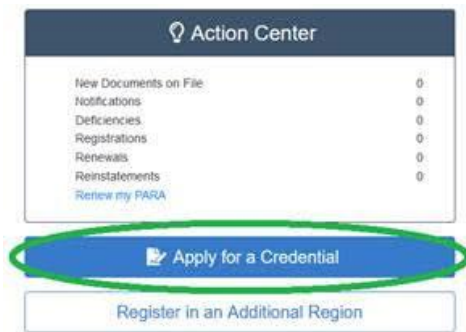 Action Center
New Documents on File 0
Notifications 0
Deficiencies 0
Registrations 0
Renewals 0
Reinstatements 0
Renew my PARA
Apply for a Credential
Register in an Additional Region